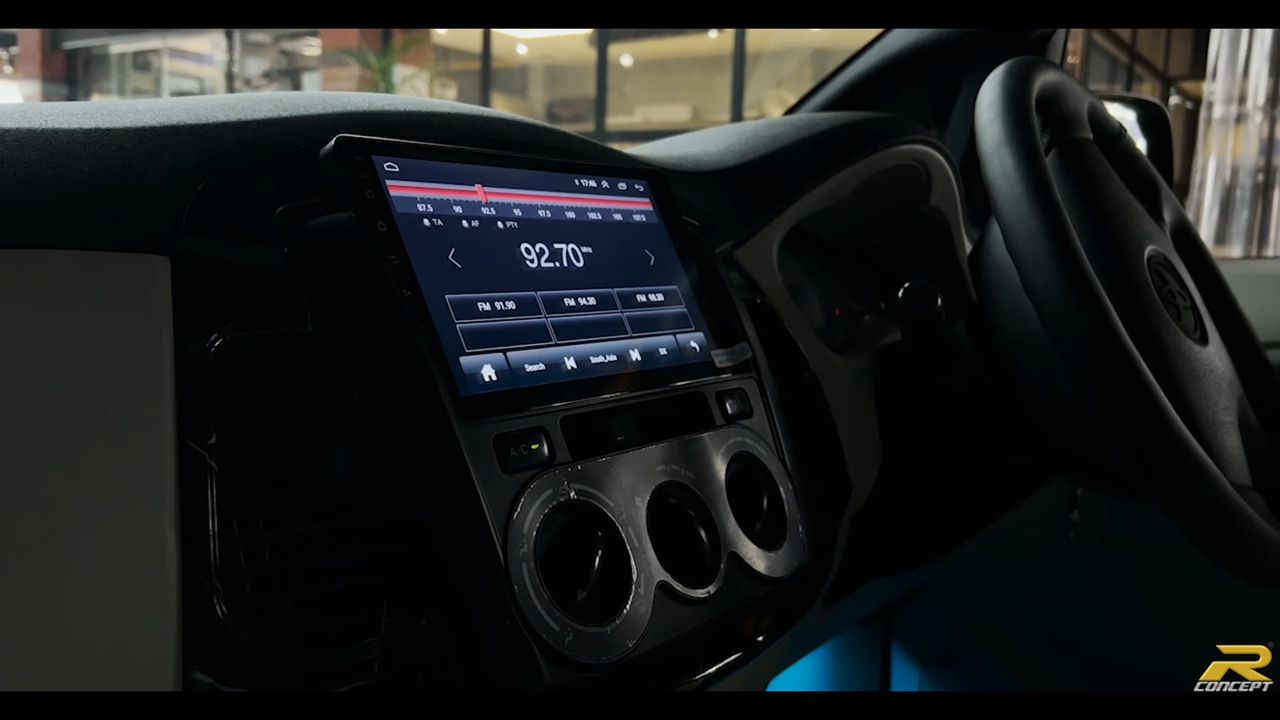 17:46
87.5 90 92.5 95 97.5 100 102.5 105 107.5
TA AF PTY
92.70 MHz
FM 91.90 FM 94.30 FM 98.30
Search South_Asia DX
A/C
R
CONCEPT